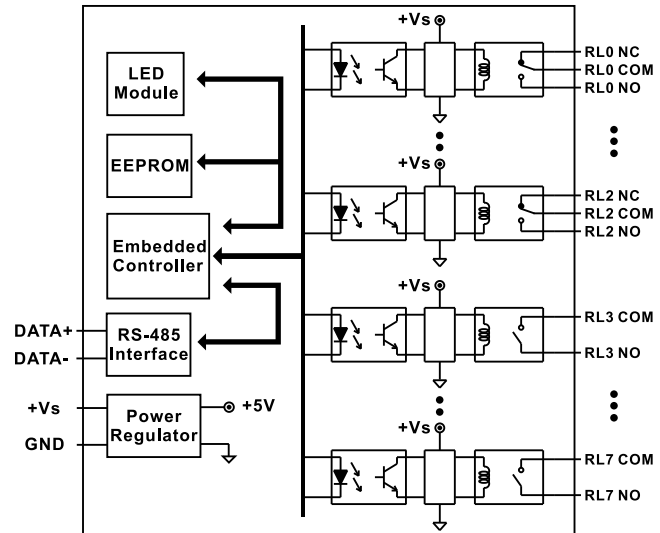 LED
Module
EEPROM
Embedded
Controller
DATA+
DATA-
RS-485
Interface
+Vs
GND
Power
Regulator
+5V
+Vs
RL0 NC
RL0 COM
RL0 NO
+Vs
RL2 NC
RL2 COM
RL2 NO
+Vs
RL3 COM
RL3 NO
+Vs
RL7 COM
RL7 NO